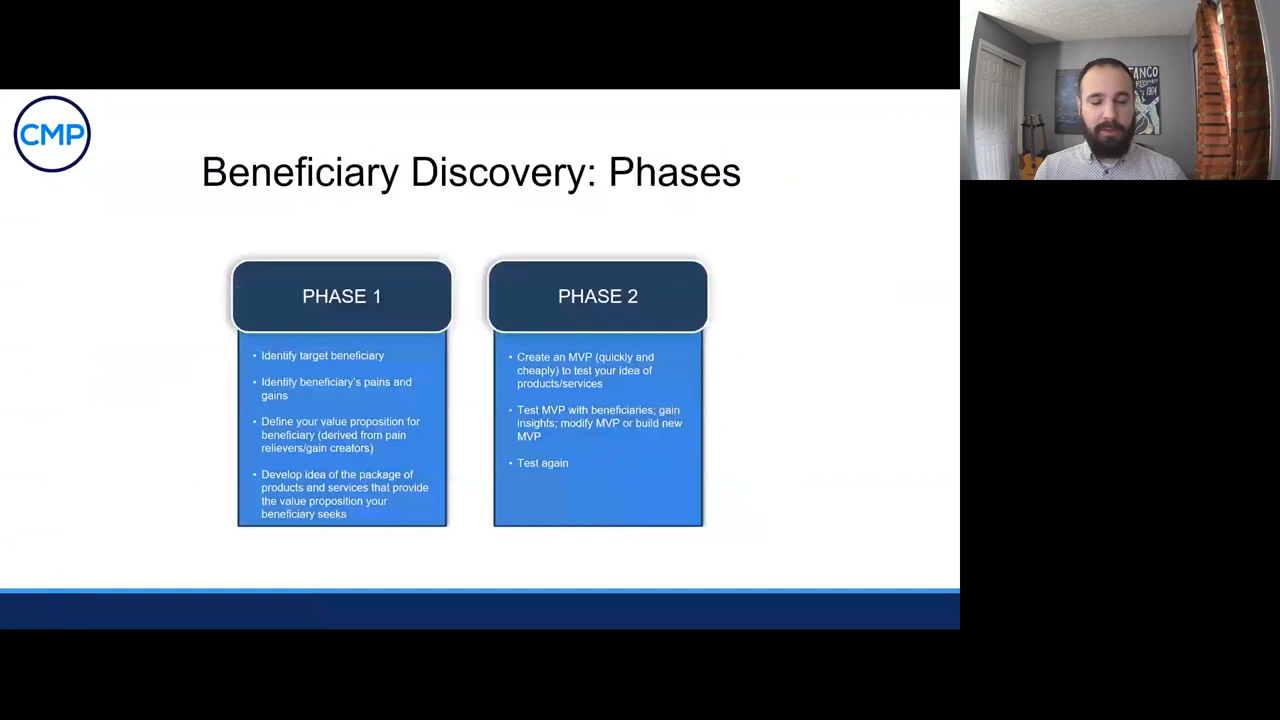 CMP
Beneficiary Discovery: Phases
PHASE 1
• Identify target beneficiary
• Identify beneficiary's pains and
gains
• Define your value proposition for
beneficiary (derived from pain
relievers/gain creators)
• Develop idea of the package of
products and services that provide
the value proposition your
beneficiary seeks
PHASE 2
• Create an MVP (quickly and
cheaply) to test your idea of
products/services
• Test MVP with beneficiaries; gain
insights; modify MVP or build new
MVP
• Test again
TANCO
1904